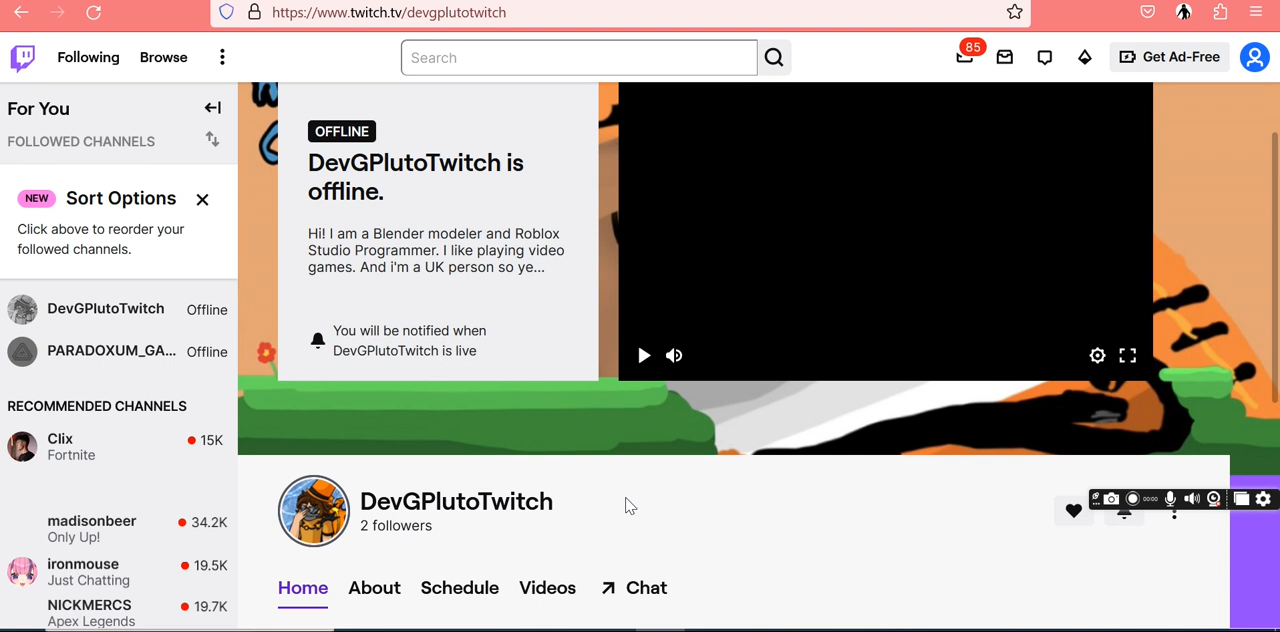 https://www.twitch.tv/devgplutotwitch
Following
Browse
Search
85
Get Ad-Free
For You
FOLLOWED CHANNELS
NEW
Sort Options
Click above to reorder your
followed channels.
DevGPlutoTwitch
Offline
PARADOXUM_GA...
Offline
RECOMMENDED CHANNELS
Clix
15K
Fortnite
madisonbeer
34.2K
Only Up!
ironmouse
19.5K
Just Chatting
NICKMERCS
19.7K
Apex Legends
OFFLINE
DevGPlutoTwitch is
offline.
Hi! I am a Blender modeler and Roblox
Studio Programmer. I like playing video
games. And i'm a UK person so ye...
You will be notified when
DevGPlutoTwitch is live
DevGPlutoTwitch
2 followers
00:00
Home
About
Schedule
Videos
Chat